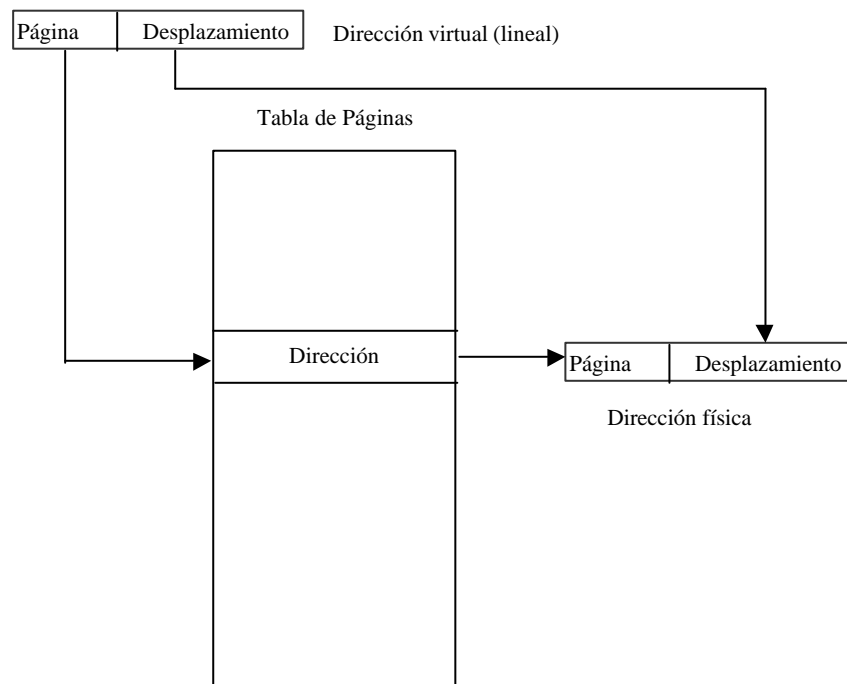 Página Desplazamiento Dirección virtual (lineal)
Tabla de Páginas
Dirección
Página Desplazamiento
Dirección física